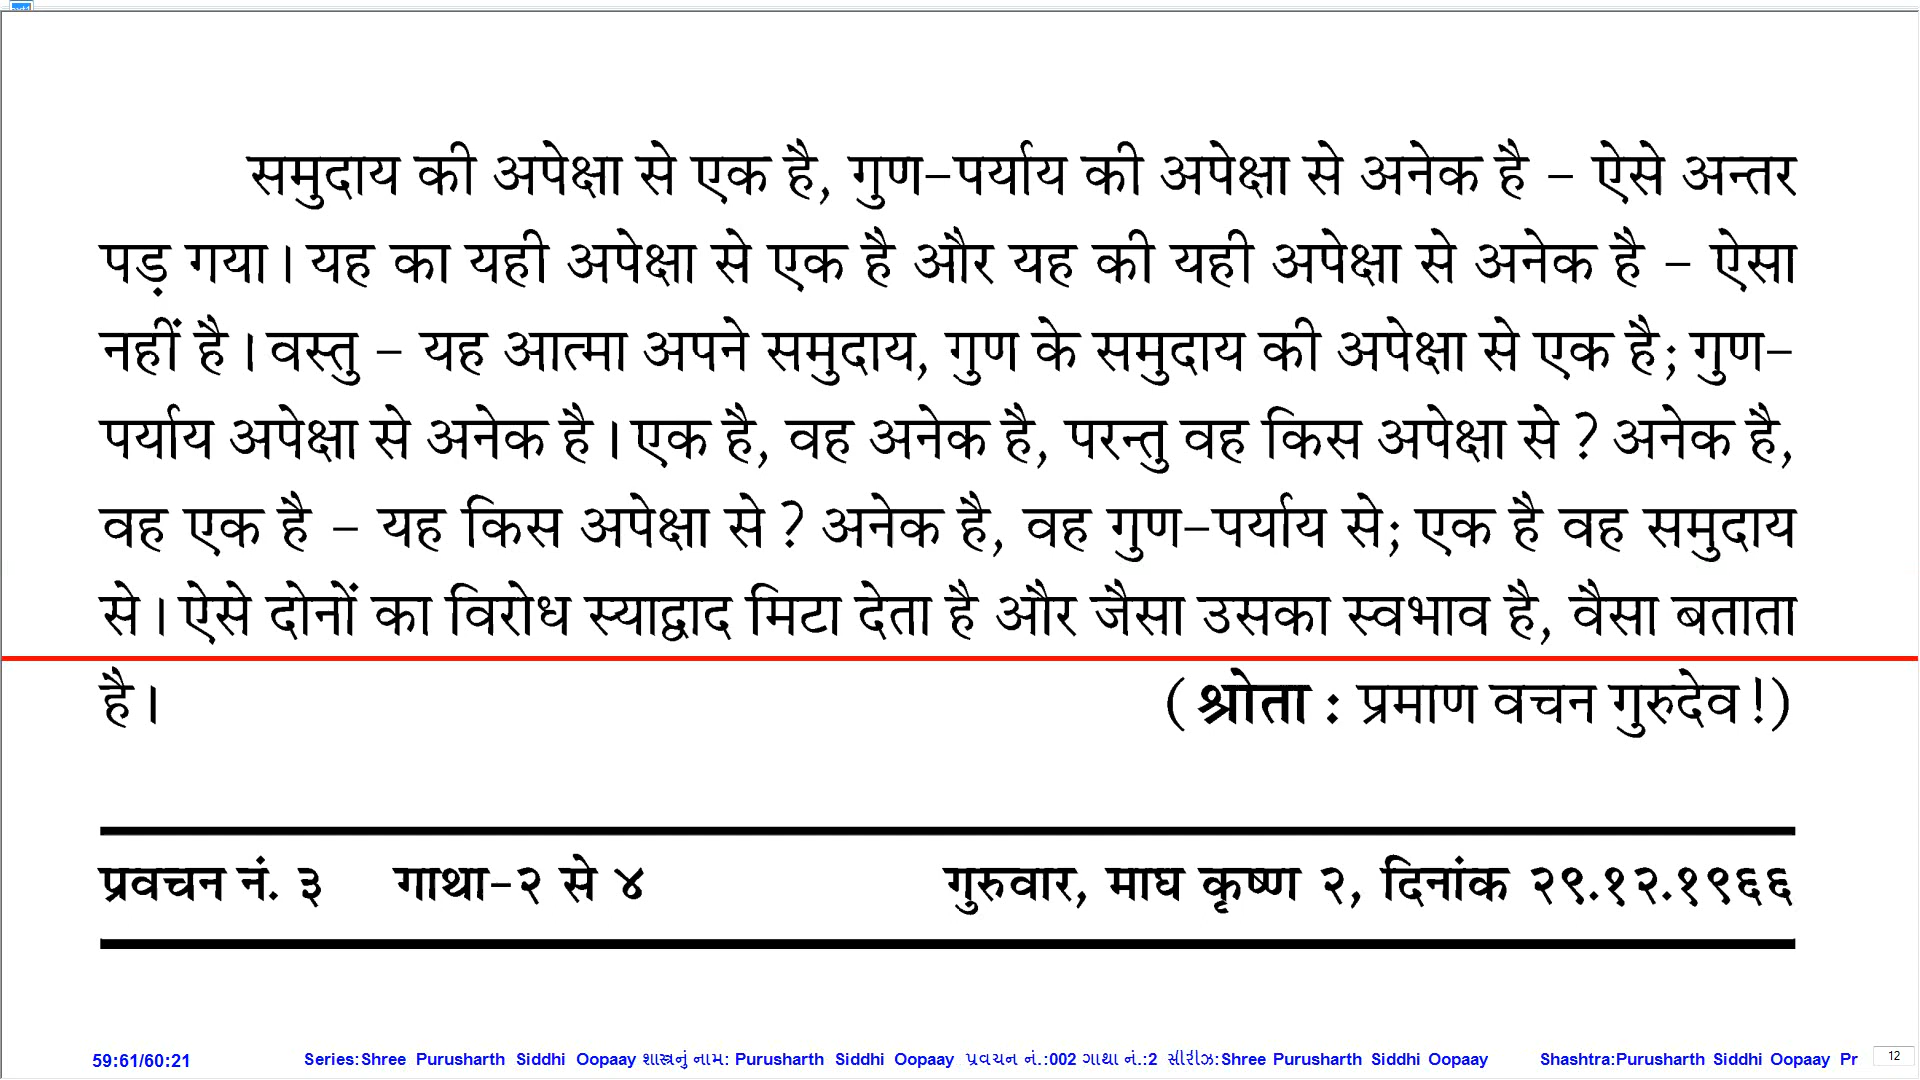 समुदाय की अपेक्षा से एक है, गुण-पर्याय की अपेक्षा से अनेक है - ऐसे अन्तर
पड़ गया। यह का यही अपेक्षा से एक है और यह की यही अपेक्षा से अनेक है - ऐसा
नहीं है। वस्तु - यह आत्मा अपने समुदाय, गुण के समुदाय की अपेक्षा से एक है; गुण-
पर्याय अपेक्षा से अनेक है। एक है, वह अनेक है, परन्तु वह किस अपेक्षा से ? अनेक है,
वह एक है - यह किस अपेक्षा से ? अनेक है, वह गुण-पर्याय से; एक है वह समुदाय
से। ऐसे दोनों का विरोध स्याद्वाद मिटा देता है और जैसा उसका स्वभाव है, वैसा बताता
है। ( श्रोता : प्रमाण वचन गुरुदेव!)
प्रवचन नं. ३ गाथा-२ से ४ गुरुवार, माघ कृष्ण २, दिनांक २९.१२.१९६६
59:61/60:21 Series:Shree Purusharth Siddhi Oopaay શાસ્ત્રનું નામ: Purusharth Siddhi Oopaay પ્રવચન નં.:002 ગાથા નં.:2 સીરીઝ:Shree Purusharth Siddhi Oopaay Shashtra:Purusharth Siddhi Oopaay Pr 12